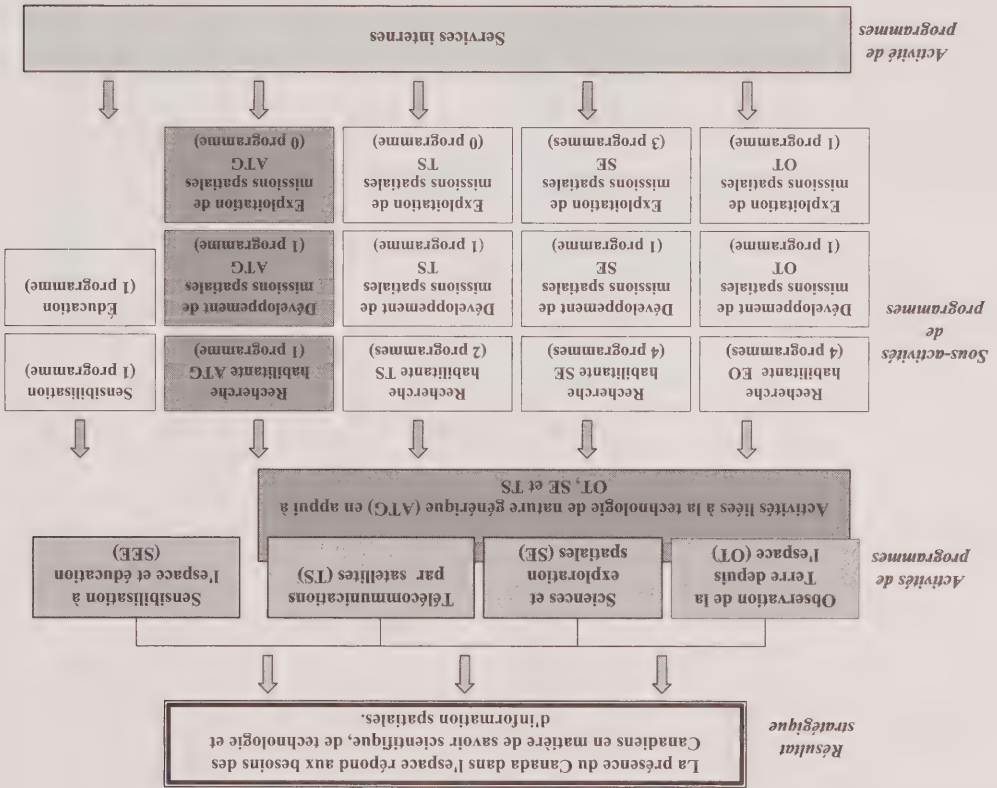 Résultat
stratégique
La présence du Canada dans l'espace répond aux besoins des
Canadiens en matière de savoir scientifique, de technologie et
d'information spatiales.
Activités de
programmes
Observation de la
Terre depuis
l'espace (OT)
Sciences et
exploration
spatiales (SE)
Télécommunications
par satellites (TS)
Sensibilisation à
l'espace et éducation
(SEE)
Activités liées à la technologie de nature générique (ATG) en appui à
OT, SE et TS
Sous-activités
de
programmes
Recherche
habilitante EO
(4 programmes)
Recherche
habilitante SE
(4 programmes)
Recherche
habilitante TS
(2 programmes)
Recherche
habilitante ATG
(1 programme)
Sensibilisation
(1 programme)
Développement de
missions spatiales
OT
(1 programme)
Développement de
missions spatiales
SE
(1 programme)
Développement de
missions spatiales
TS
(1 programme)
Développement de
missions spatiales
ATG
(1 programme)
Éducation
(1 programme)
Exploitation de
missions spatiales
OT
(1 programme)
Exploitation de
missions spatiales
SE
(3 programmes)
Exploitation de
missions spatiales
TS
(0 programme)
Exploitation de
missions spatiales
ATG
(0 programme)
Activité de
programmes
Services internes